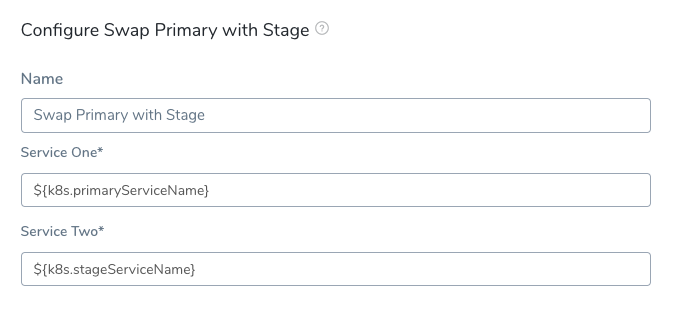 Configure Swap Primary with Stage ?
Name
Swap Primary with Stage
Service One*
${k8s.primaryServiceName}
Service Two*
${k8s.stageServiceName}